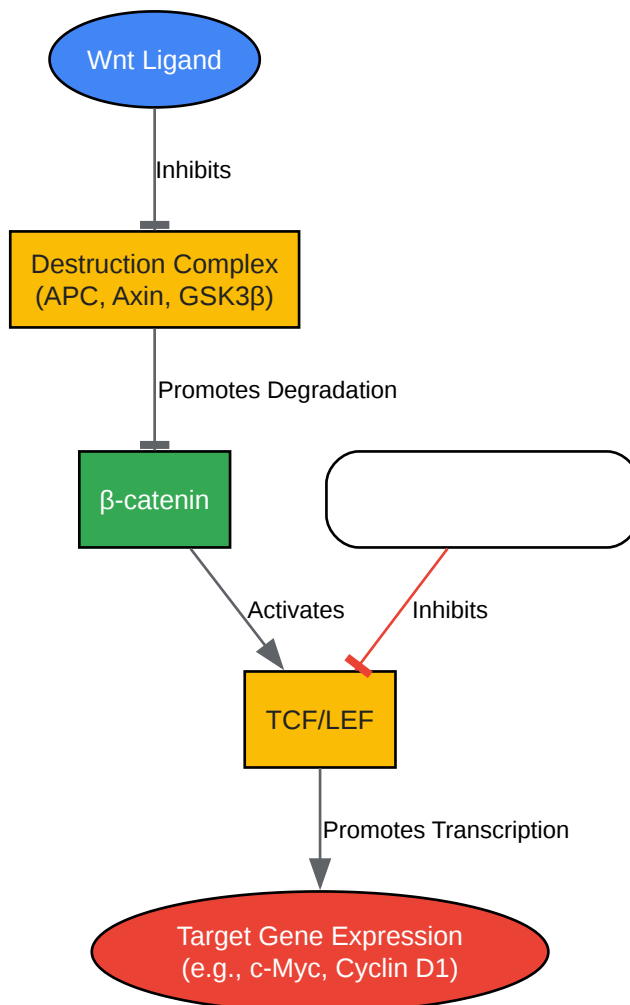 Wnt Ligand
Inhibits
Destruction Complex
(APC, Axin, GSK3β)
Promotes Degradation
β-catenin
Activates
Inhibits
TCF/LEF
Promotes Transcription
Target Gene Expression
(e.g., c-Myc, Cyclin D1)